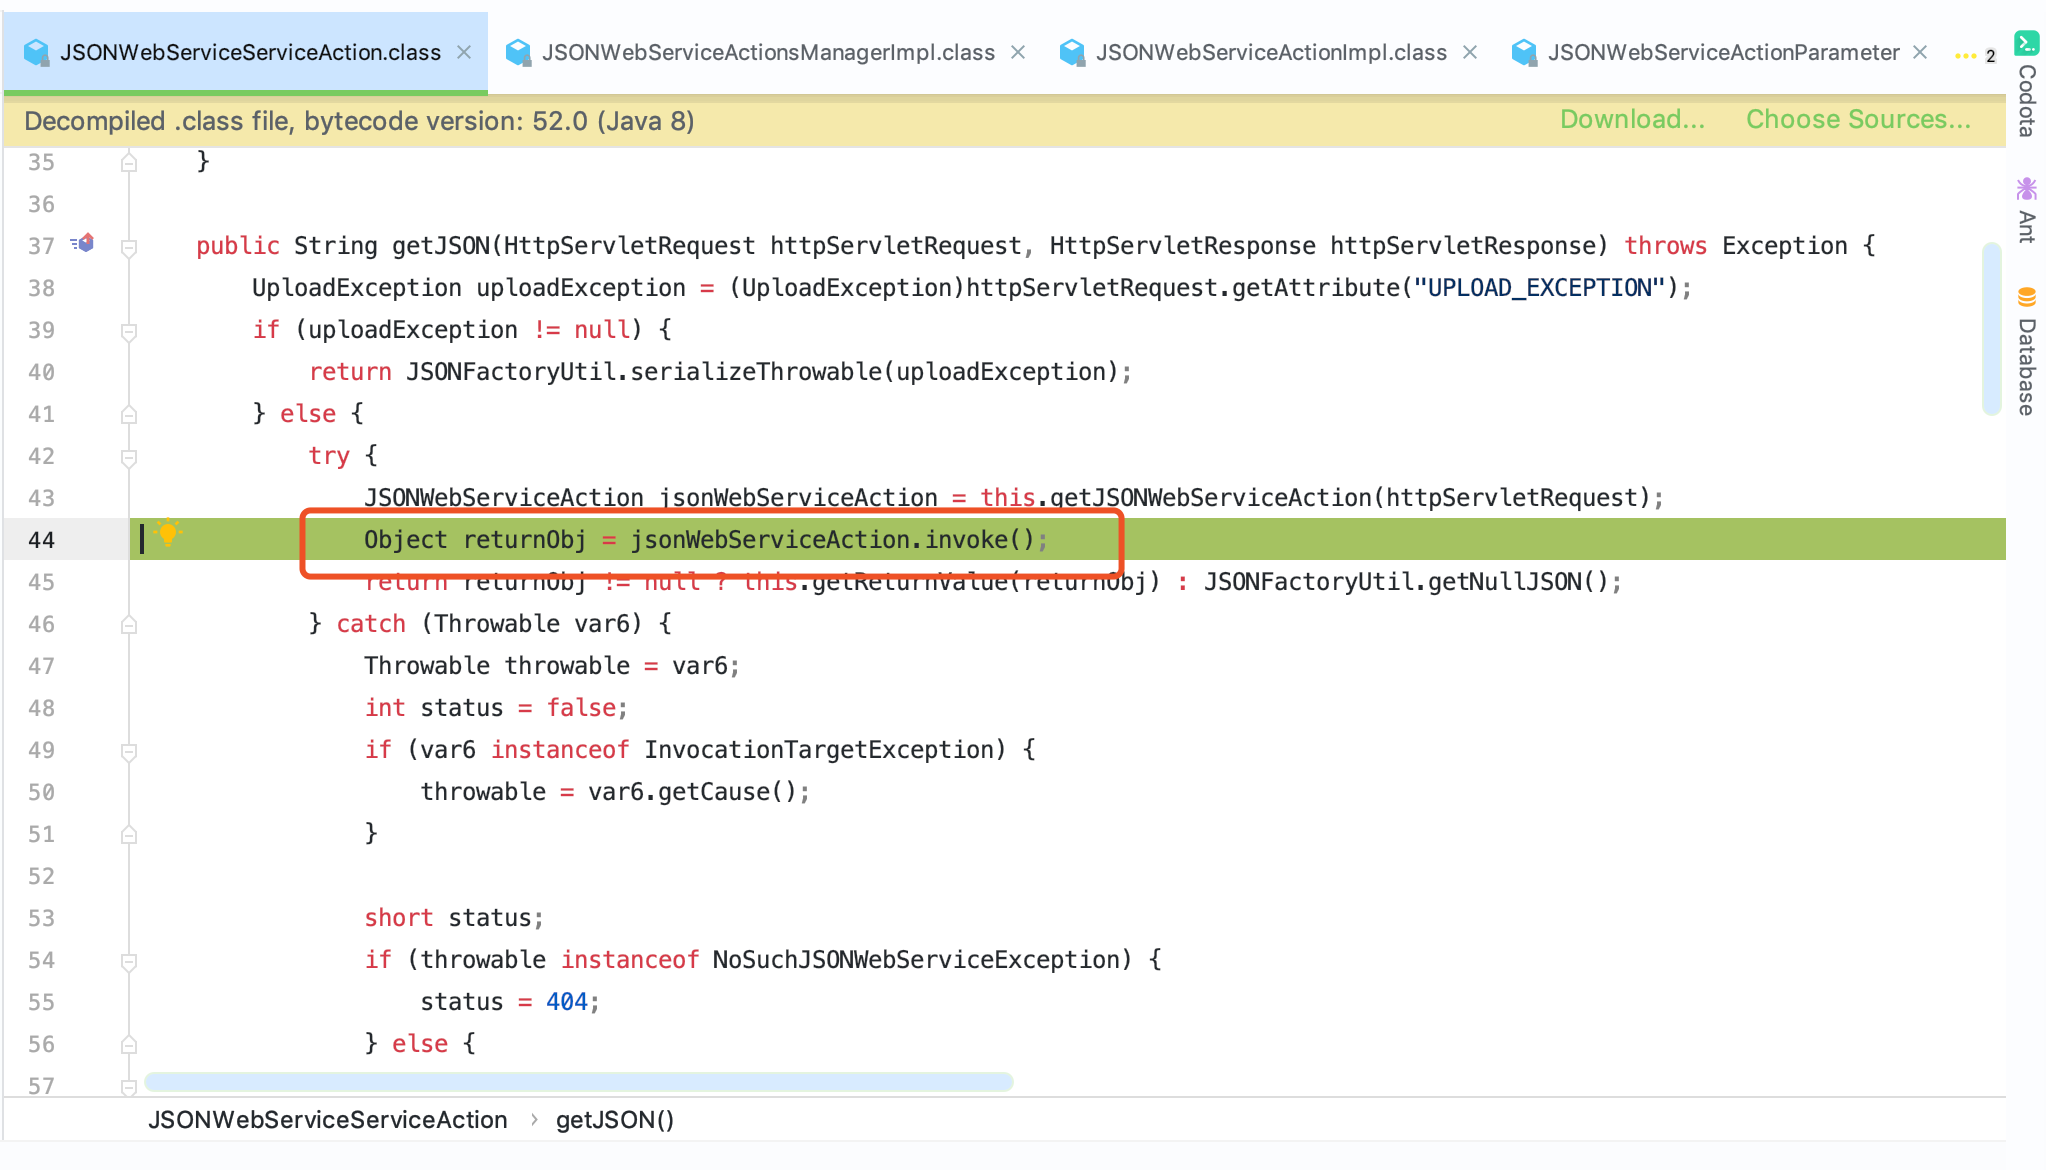 JSONWebServiceServiceAction.class JSONWebServiceActionsManagerImpl.class JSONWebServiceActionImpl.class JSONWebServiceActionParameter 2
Decompiled .class file, bytecode version: 52.0 (Java 8) Download... Choose Sources...
35 }
36
37 public String getJSON(HttpServletRequest httpServletRequest, HttpServletResponse httpServletResponse) throws Exception {
38 UploadException uploadException = (UploadException)httpServletRequest.getAttribute("UPLOAD_EXCEPTION");
39 if (uploadException != null) {
40 return JSONFactoryUtil.serializeThrowable(uploadException);
41 } else {
42 try {
43 JSONWebServiceAction jsonWebServiceAction = this.getJSONWebServiceAction(httpServletRequest);
44 Object returnObj = jsonWebServiceAction.invoke();
45 return returnObj != null ? this.getReturnValue(returnObj) : JSONFactoryUtil.getNullJSON();
46 } catch (Throwable var6) {
47 Throwable throwable = var6;
48 int status = false;
49 if (var6 instanceof InvocationTargetException) {
50 throwable = var6.getCause();
51 }
52
53 short status;
54 if (throwable instanceof NoSuchJSONWebServiceException) {
55 status = 404;
56 } else {
57
JSONWebServiceServiceAction › getJSON()
Codota
Ant
Database